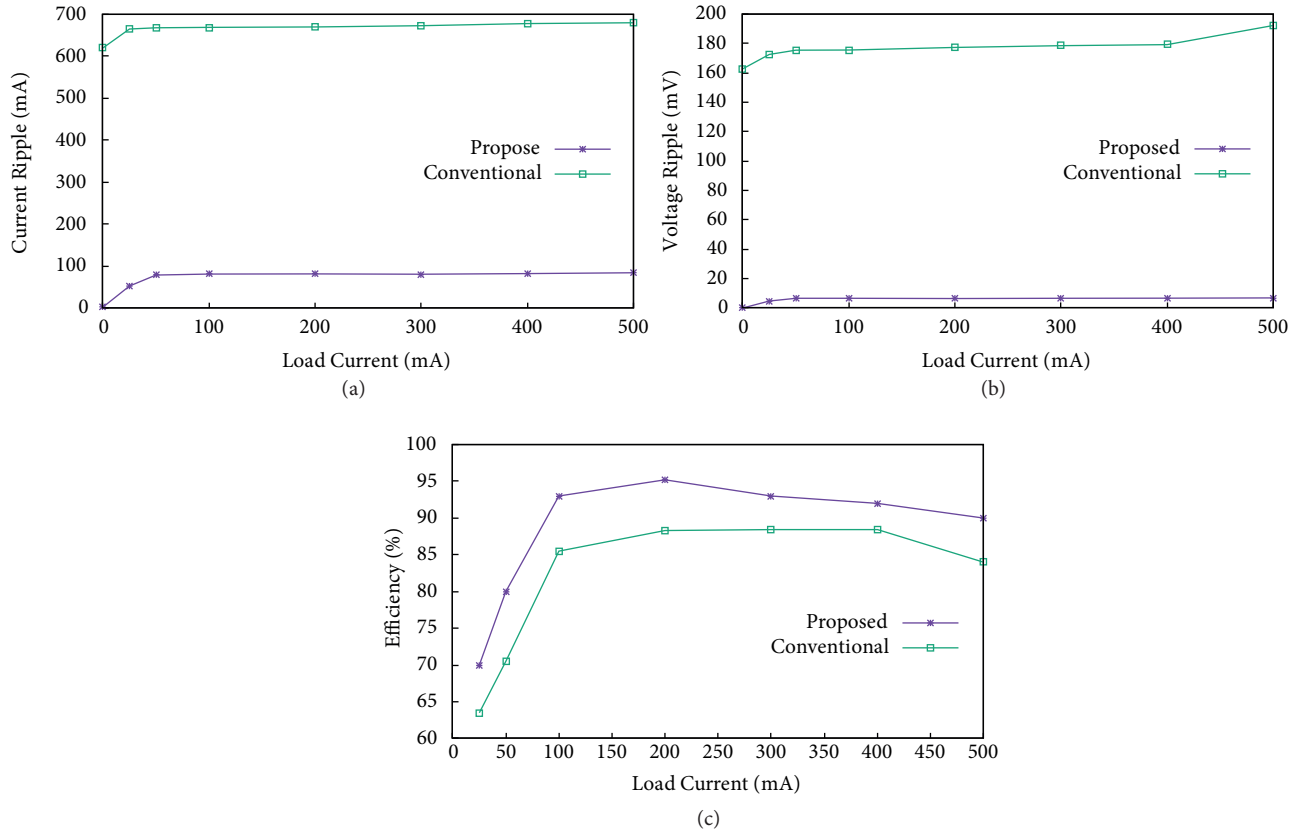 700
600
500
400
300
200
100
0
Current Ripple (mA)
Propose
Conventional
0 100 200 300 400 500
Load Current (mA)
(a)
200
180
160
140
120
100
80
60
40
20
0
Voltage Ripple (mV)
Proposed
Conventional
0 100 200 300 400 500
Load Current (mA)
(b)
100
95
90
85
80
75
70
65
60
Efficiency (%)
Proposed
Conventional
0 50 100 150 200 250 300 350 400 450 500
Load Current (mA)
(c)